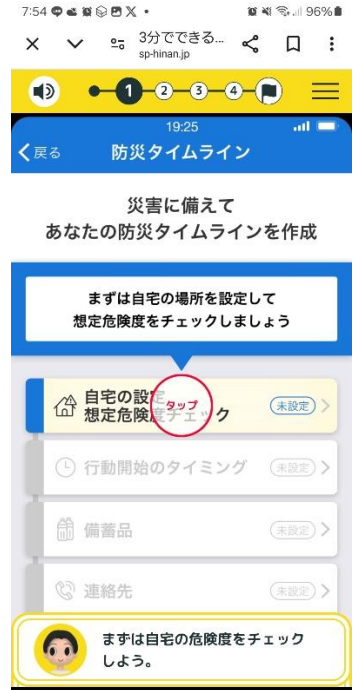 7:54
96%
3分でできる...
sp-hinan.jp
1 2 3 4
19:25
戻る 防災タイムライン
災害に備えて
あなたの防災タイムラインを作成
まずは自宅の場所を設定して
想定危険度をチェックしましょう
自宅の設定
想定危険度チェック
タップ
未設定
行動開始のタイミング 未設定
備蓄品 未設定
連絡先 未設定
まずは自宅の危険度をチェック
しよう。